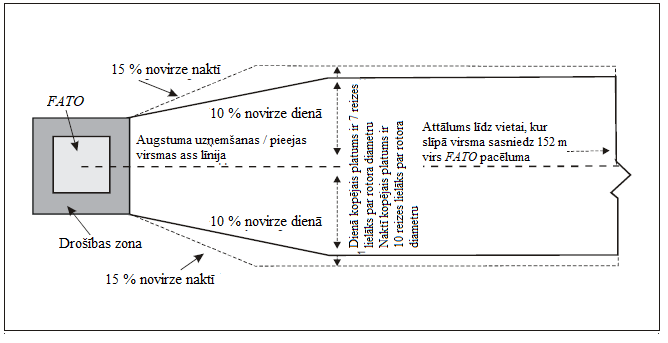 15 % novirze naktī
FATO
10 % novirze dienā
Augstuma uzņemšanas / pieejas
virsmas ass līnija
Dienā kopējais platums ir 7 reizes
lielāks par rotora diametru
Naktī kopējais platums ir
10 reizes lielāks par rotora
diametru
Attālums līdz vietai, kur
slīpā virsma sasniedz 152 m
virs FATO pacēluma
10 % novirze dienā
Drošības zona
15 % novirze naktī